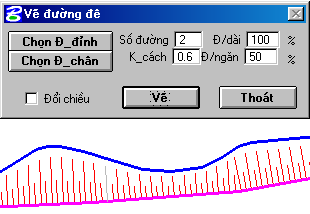 Vẽ đường đê
Chọn Đ_đỉnh Số đường 2 Đ/dài 100 %
Chọn Đ_chân K_cách 0.6 Đ/ngăn 50 %
Đổi chiều Vẽ Thoát